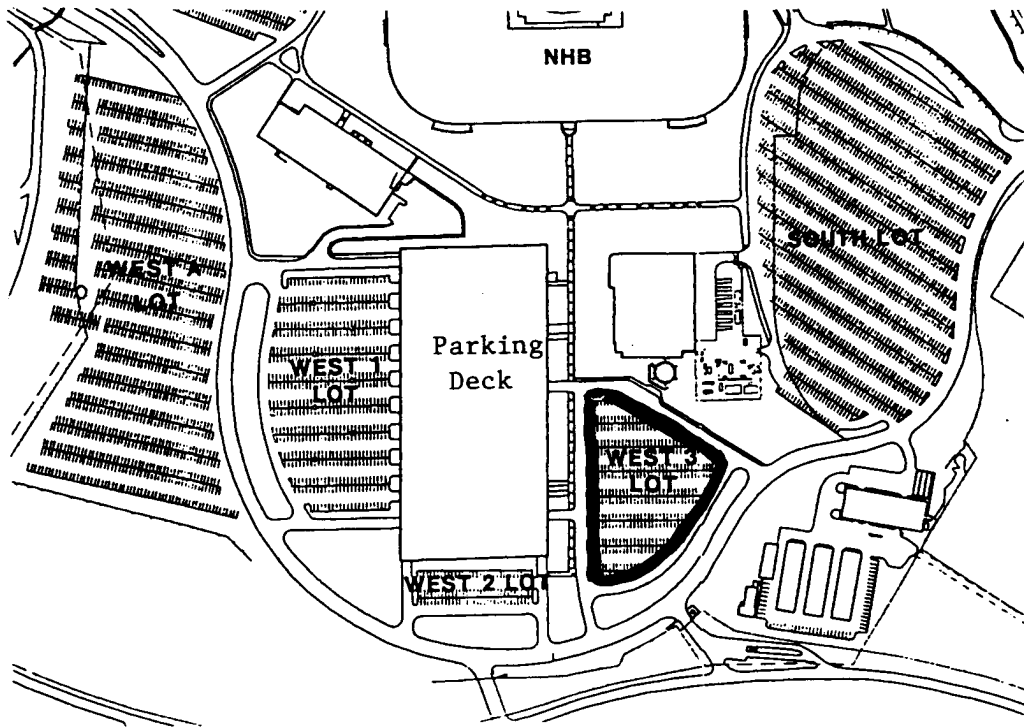 NHB
SOUTH LOT
WEST A
LOT
Parking
Deck
WEST 1
LOT
WEST 3
LOT
WEST 2 LOT